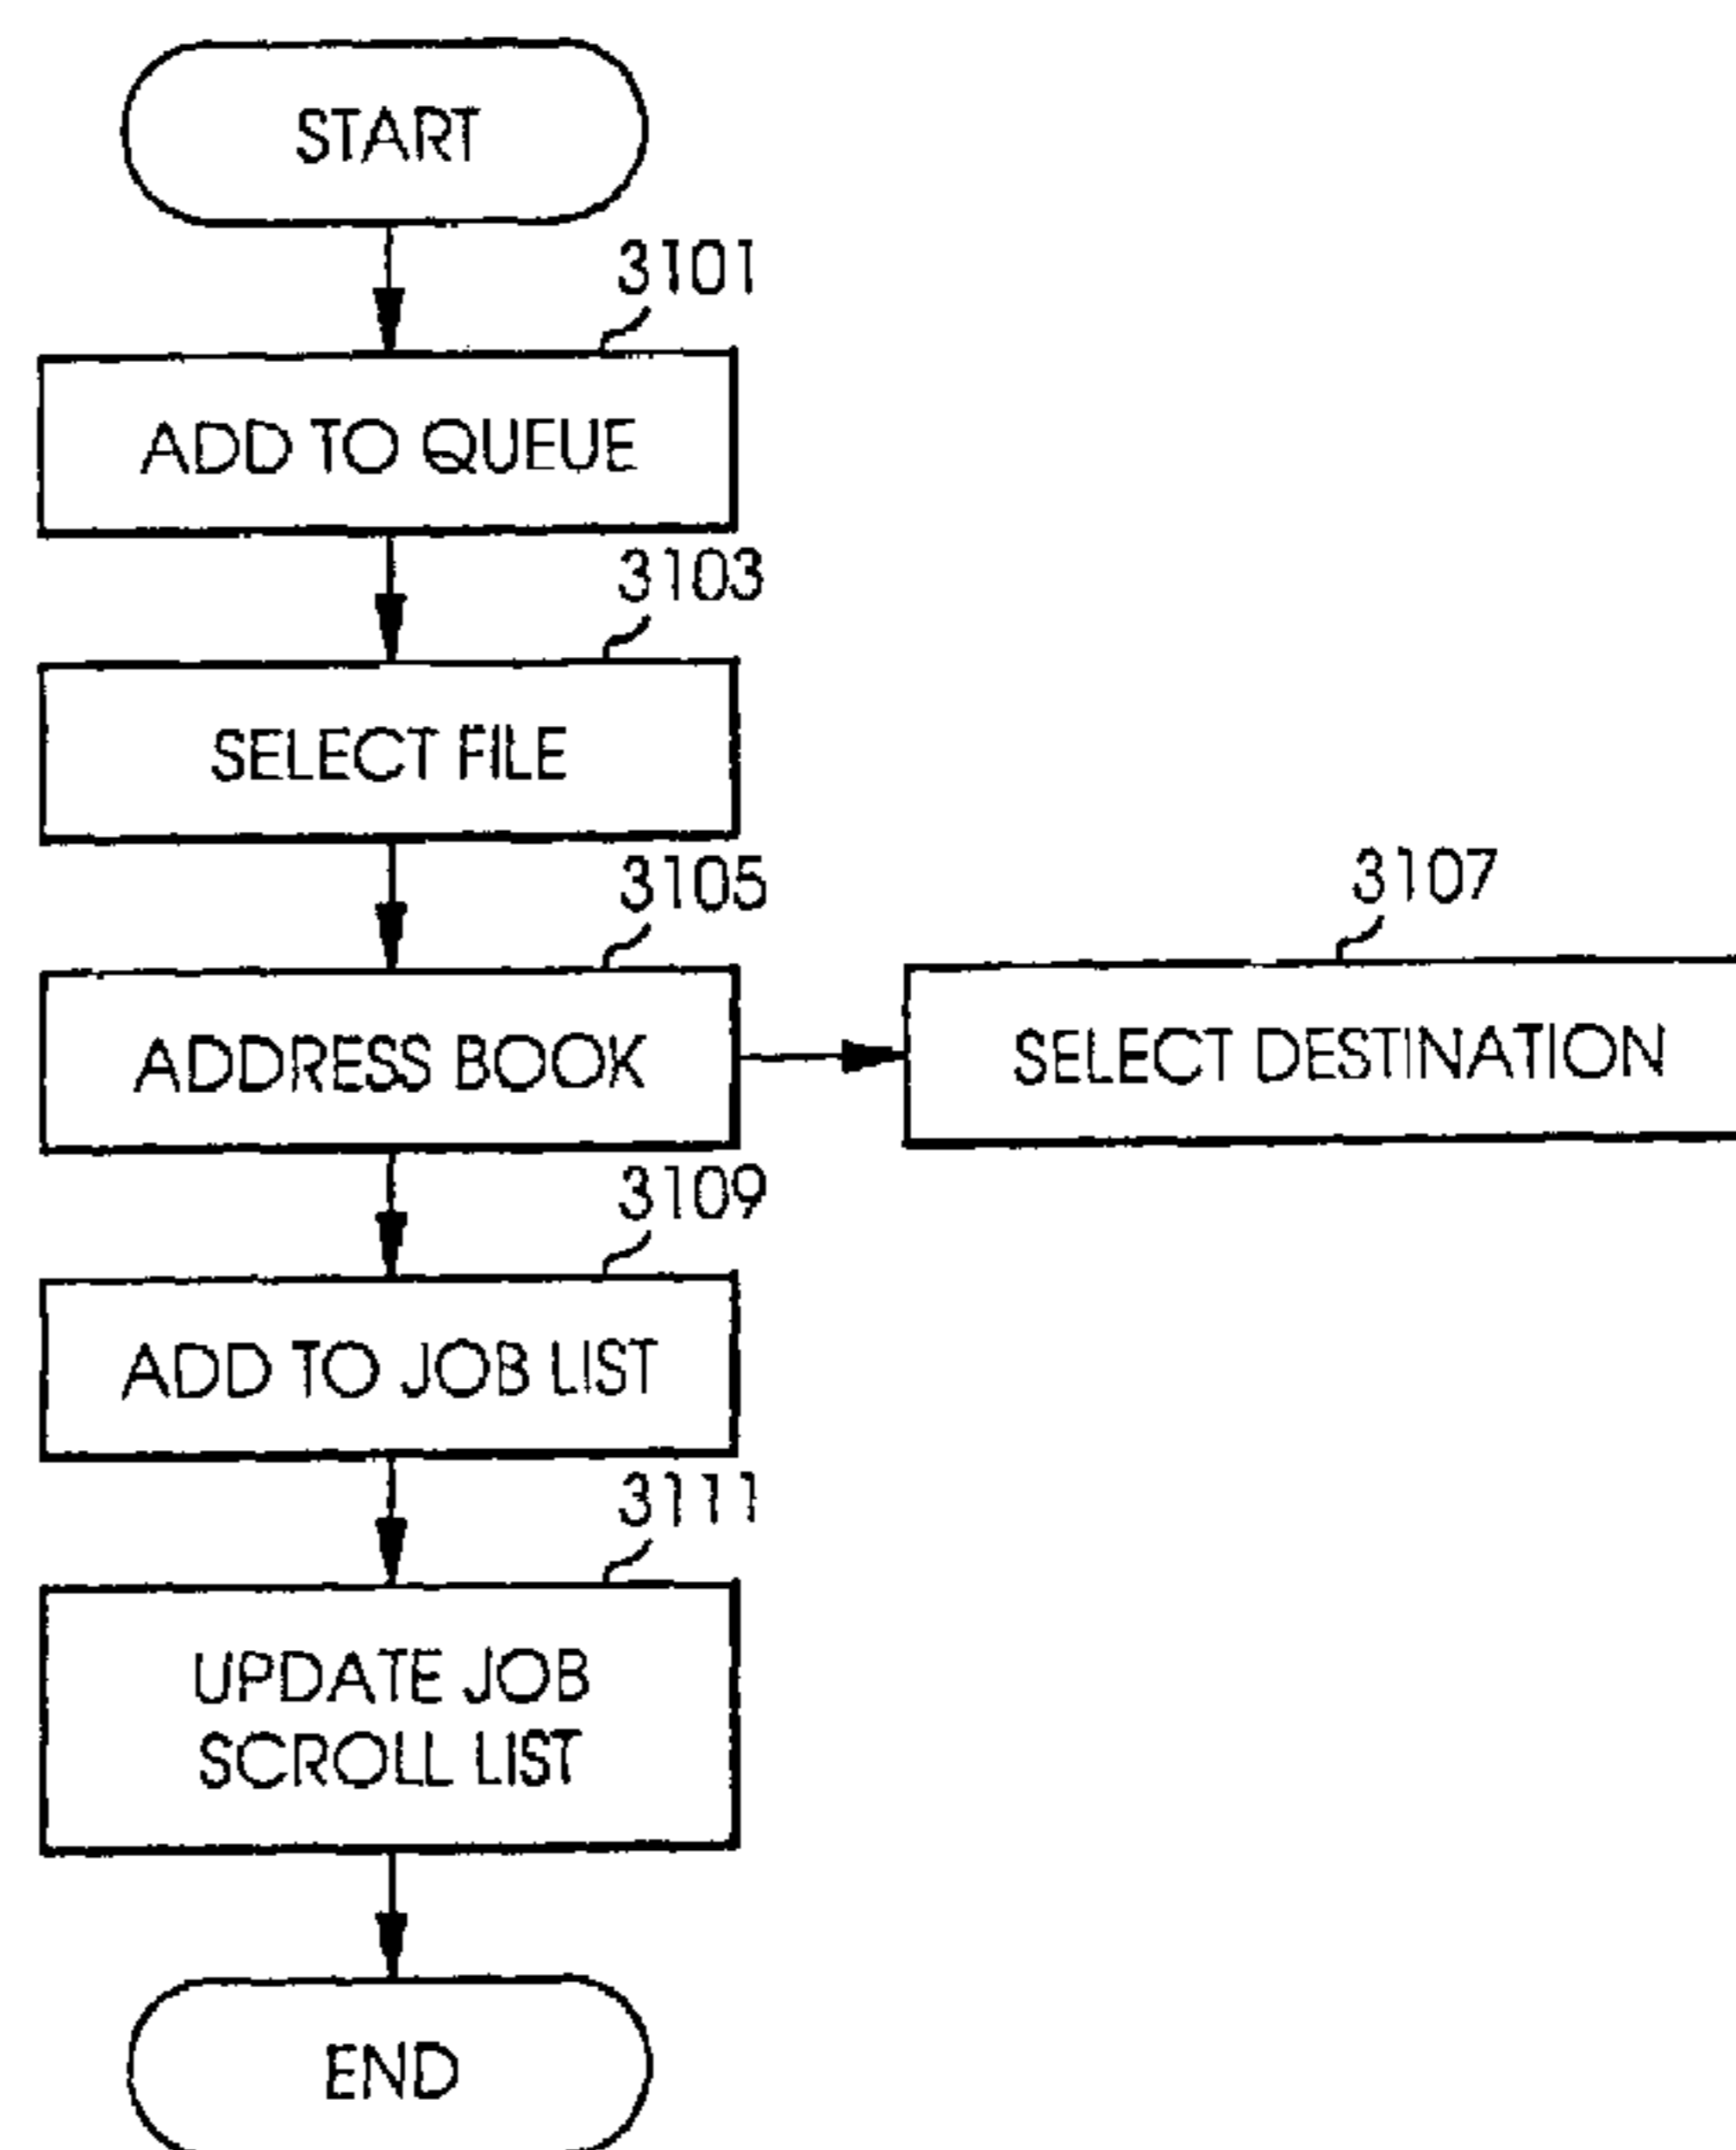 START
3101
ADD TO QUEUE
3103
SELECT FILE
3105
ADDRESS BOOK
3107
SELECT DESTINATION
3109
ADD TO JOB LIST
3111
UPDATE JOB
SCROLL LIST
END